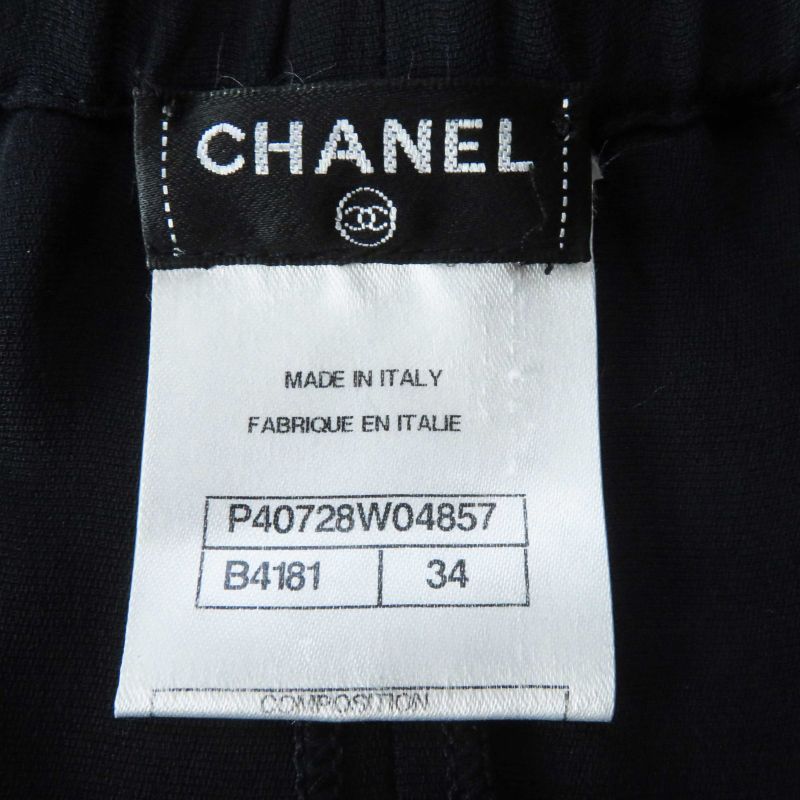 CHANEL
MADE IN ITALY
FABRIQUE EN ITALIE
P40728W04857
B4181 34
COMPOSITION